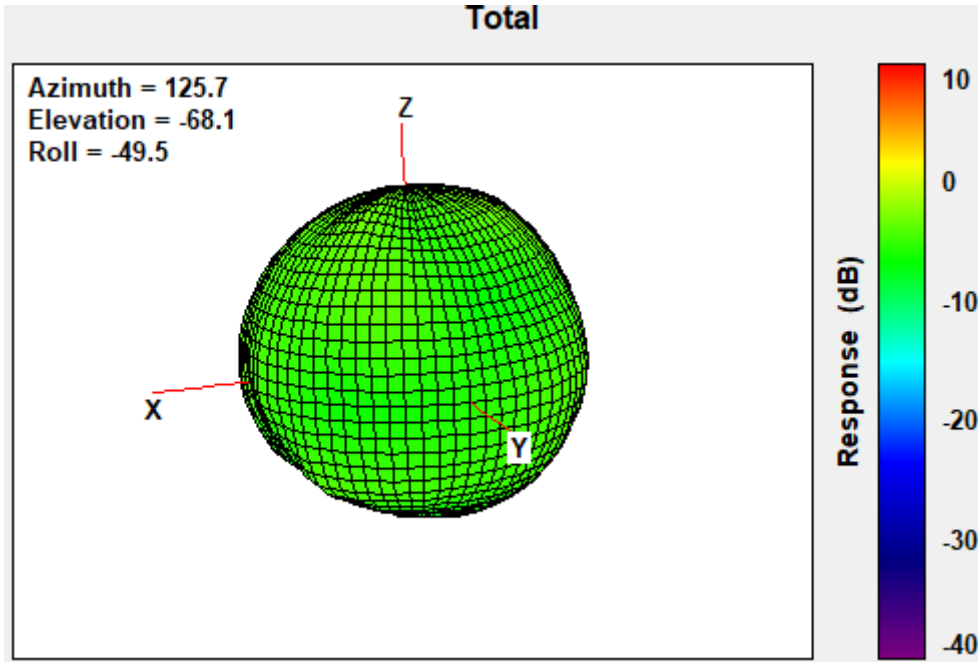 Total
Azimuth = 125.7
Elevation = -68.1
Roll = -49.5
Z
X
Y
10
0
-10
-20
-30
-40
Response (dB)